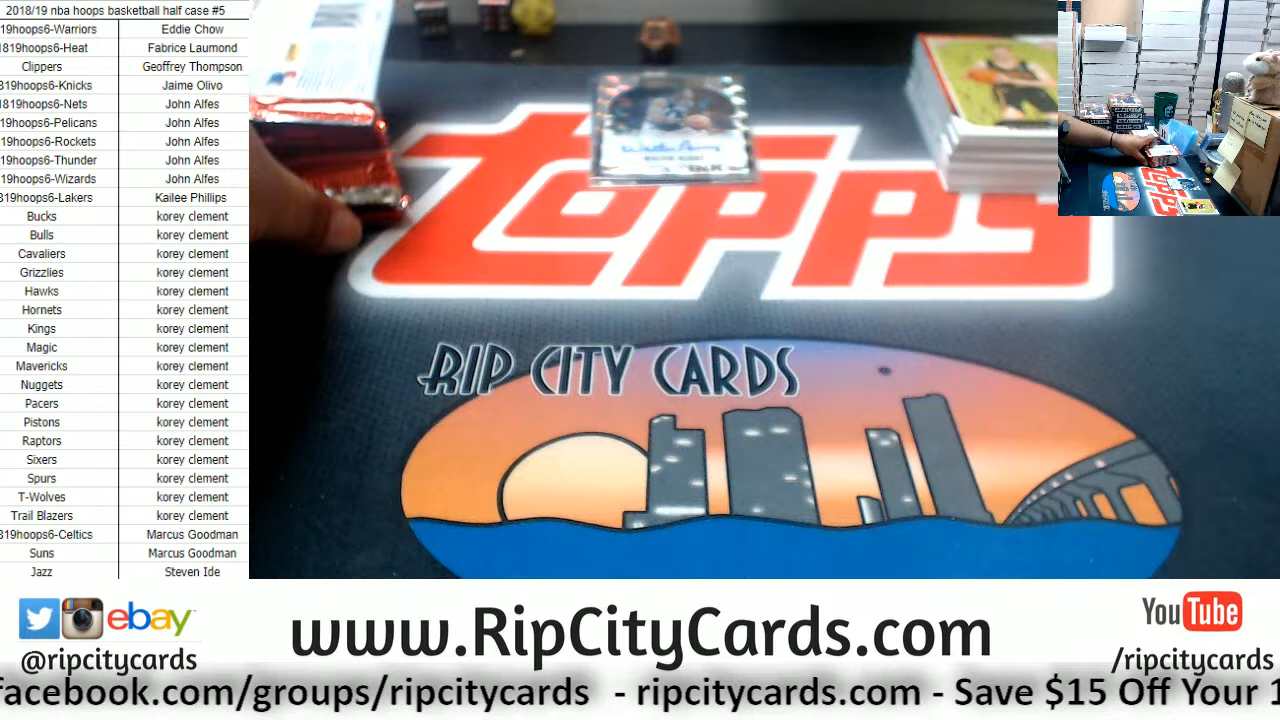 2018/19 nba hoops basketball half case #5
19hoops6-Warriors Eddie Chow
1819hoops6-Heat Fabrice Laumond
Clippers Geoffrey Thompson
819hoops6-Knicks Jaime Olivo
1819hoops6-Nets John Alfes
19hoops6-Pelicans John Alfes
19hoops6-Rockets John Alfes
19hoops6-Thunder John Alfes
19hoops6-Wizards John Alfes
819hoops6-Lakers Kailee Phillips
Bucks korey clement
Bulls korey clement
Cavaliers korey clement
Grizzlies korey clement
Hawks korey clement
Hornets korey clement
Kings korey clement
Magic korey clement
Mavericks korey clement
Nuggets korey clement
Pacers korey clement
Pistons korey clement
Raptors korey clement
Sixers korey clement
Spurs korey clement
T-Wolves korey clement
Trail Blazers korey clement
819hoops6-Celtics Marcus Goodman
Suns Marcus Goodman
Jazz Steven Ide
topps
RIP CITY CARDS
ebay
@ripcitycards
www.RipCityCards.com
YouTube
/ripcitycards
facebook.com/groups/ripcitycards - ripcitycards.com - Save $15 Off Your 1